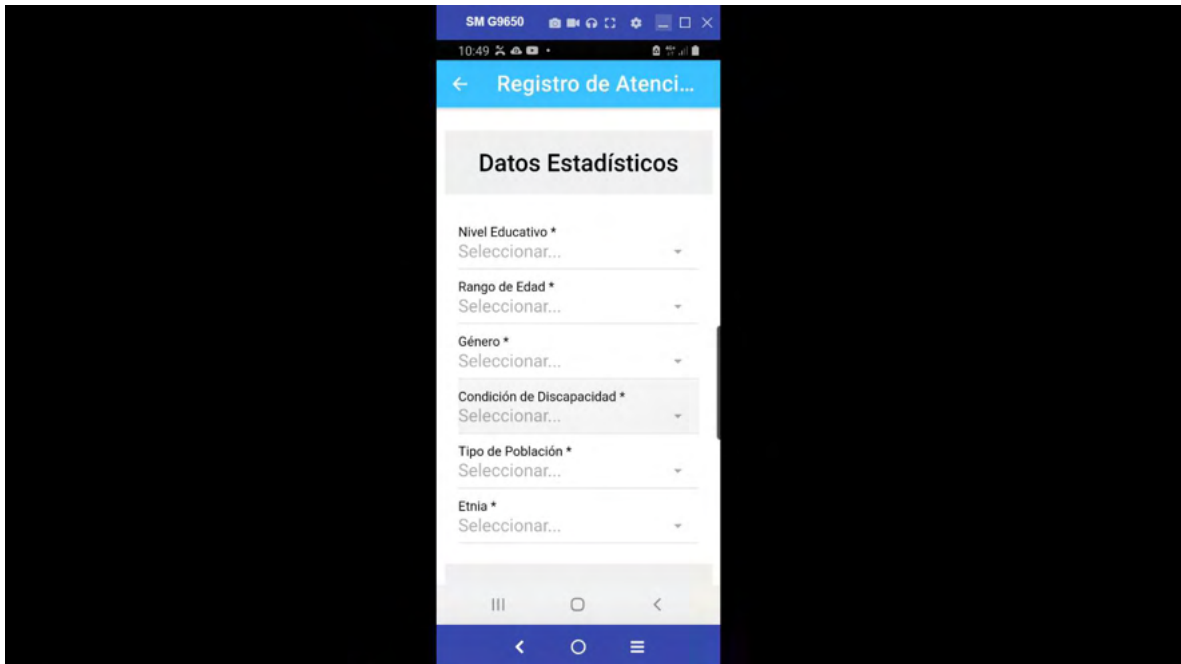 SM G9650
10:49
Registro de Atenci...
Datos Estadísticos
Nivel Educativo *
Seleccionar...
Rango de Edad *
Seleccionar...
Género *
Seleccionar...
Condición de Discapacidad *
Seleccionar...
Tipo de Población *
Seleccionar...
Etnia *
Seleccionar...